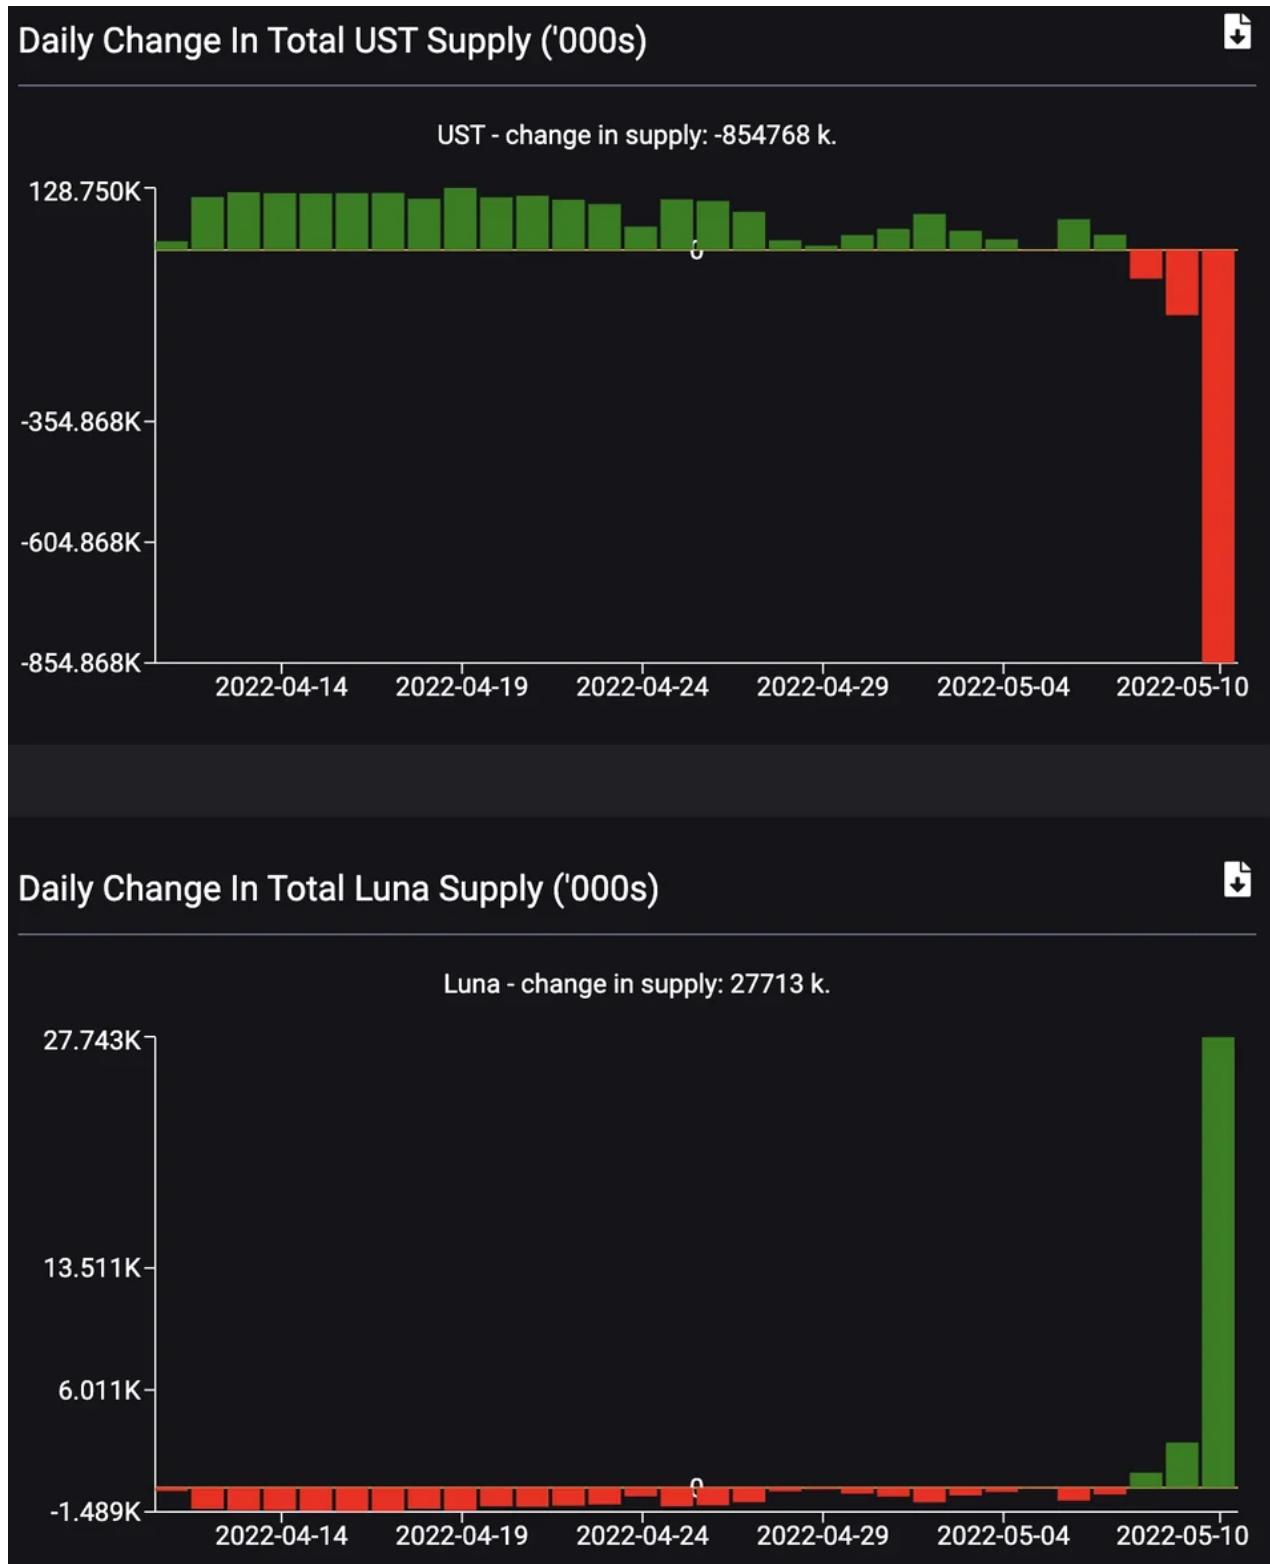 Daily Change In Total UST Supply ('000s)
UST - change in supply: -854768 k.
128.750K
0
-354.868K
-604.868K
-854.868K
2022-04-14 2022-04-19 2022-04-24 2022-04-29 2022-05-04 2022-05-10
Daily Change In Total Luna Supply ('000s)
Luna - change in supply: 27713 k.
27.743K
13.511K
6.011K
0
-1.489K
2022-04-14 2022-04-19 2022-04-24 2022-04-29 2022-05-04 2022-05-10